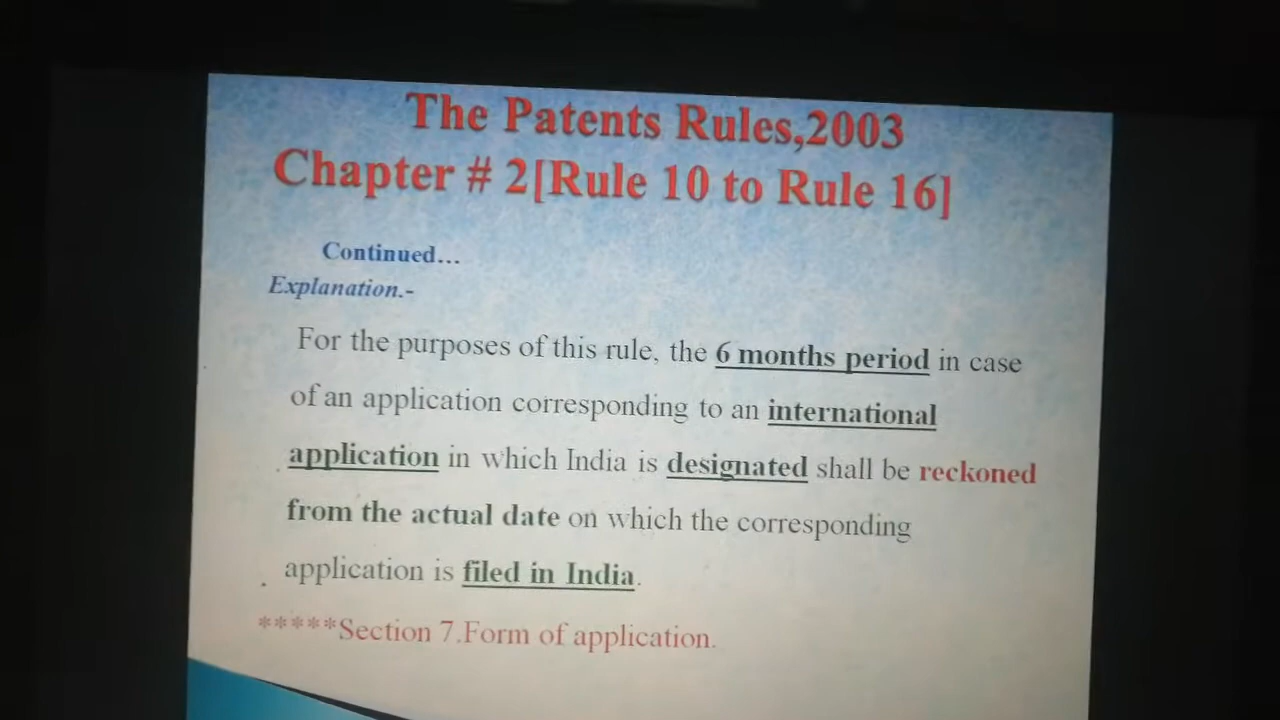 The Patents Rules,2003
Chapter # 2[Rule 10 to Rule 16]
Continued...
Explanation.-
For the purposes of this rule, the 6 months period in case
of an application corresponding to an international
application in which India is designated shall be reckoned
from the actual date on which the corresponding
application is filed in India.
*****Section 7.Form of application.